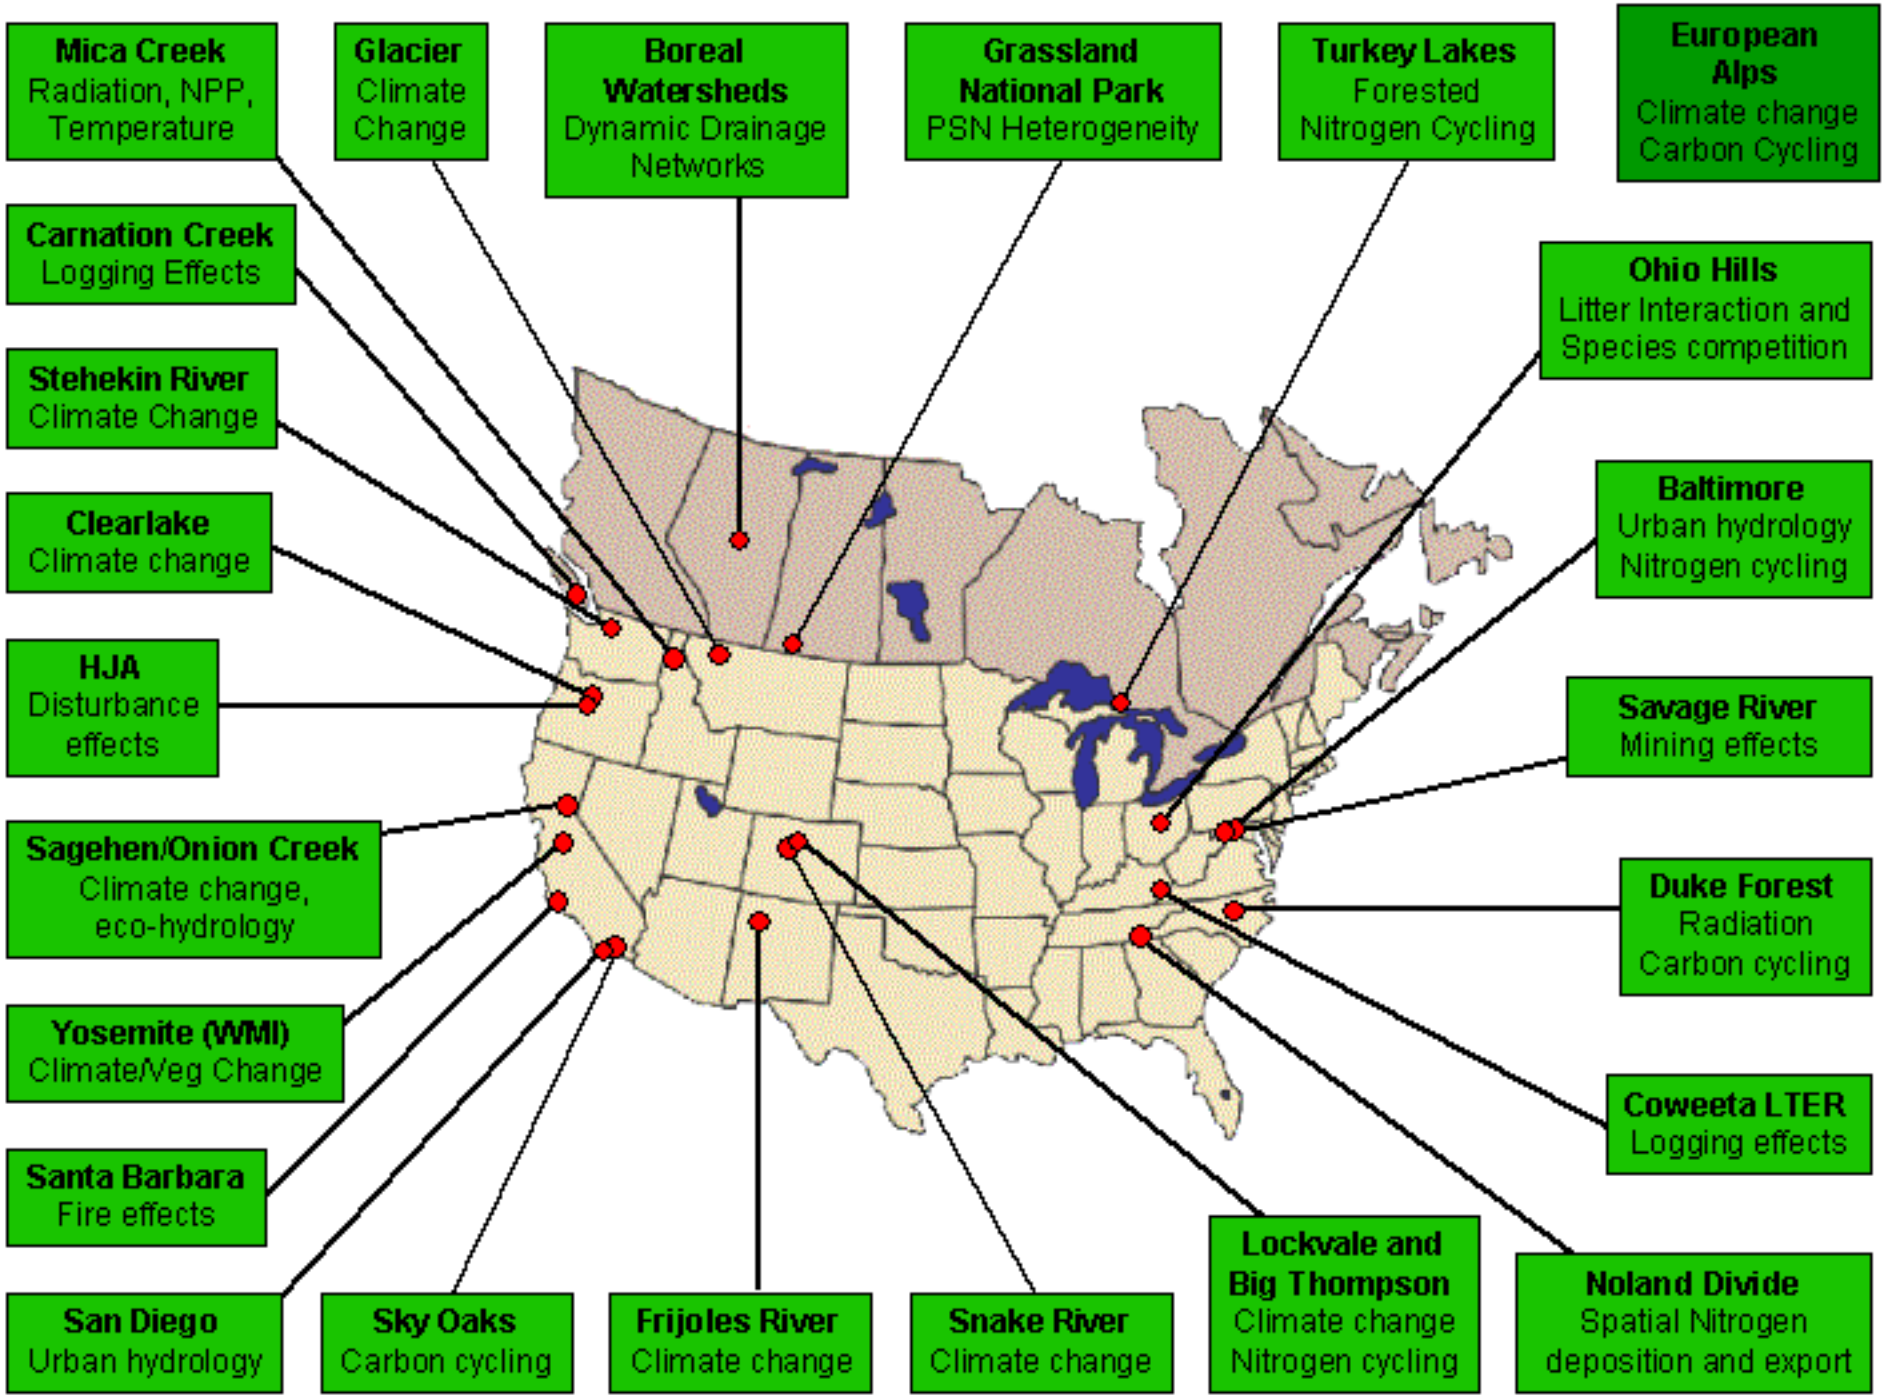 Mica Creek
Radiation, NPP,
Temperature
Glacier
Climate
Change
Boreal
Watersheds
Dynamic Drainage
Networks
Grassland
National Park
PSN Heterogeneity
Turkey Lakes
Forested
Nitrogen Cycling
European
Alps
Climate change
Carbon Cycling
Carnation Creek
Logging Effects
Ohio Hills
Litter Interaction and
Species competition
Stehekin River
Climate Change
Baltimore
Urban hydrology
Nitrogen cycling
Clearlake
Climate change
HJA
Disturbance
effects
Savage River
Mining effects
Sagehen/Onion Creek
Climate change,
eco-hydrology
Duke Forest
Radiation
Carbon cycling
Yosemite (WMI)
Climate/Veg Change
Coweeta LTER
Logging effects
Santa Barbara
Fire effects
San Diego
Urban hydrology
Sky Oaks
Carbon cycling
Frijoles River
Climate change
Snake River
Climate change
Lockvale and
Big Thompson
Climate change
Nitrogen cycling
Noland Divide
Spatial Nitrogen
deposition and export